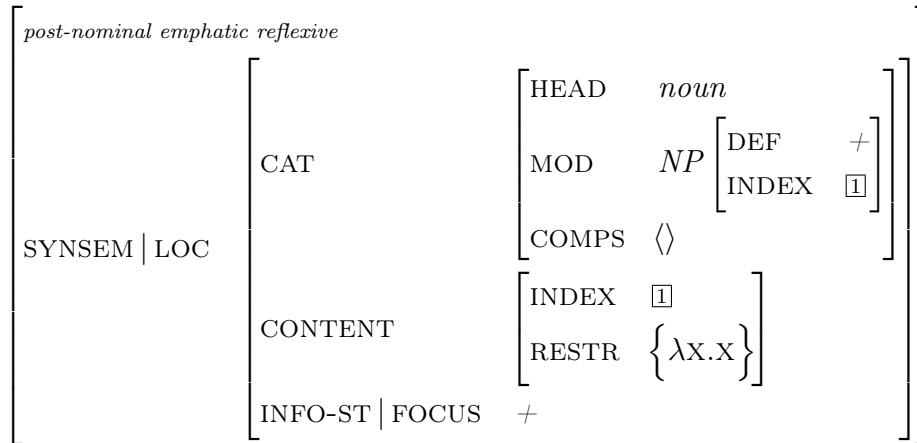 post-nominal emphatic reflexive
HEAD noun
MOD NP DEF +
INDEX 1
CAT
COMPS ⟨⟩
SYNSEM | LOC
CONTENT INDEX 1
RESTR {λX.X}
INFO-ST | FOCUS +